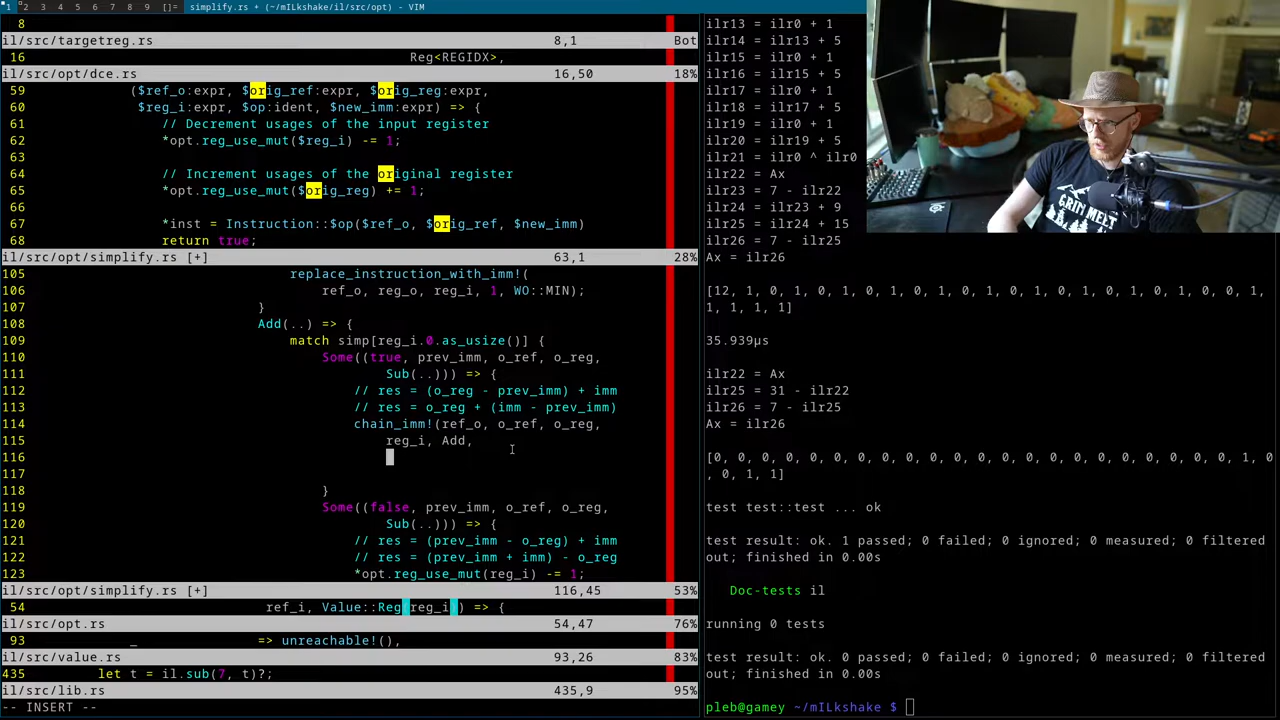 1 2 3 4 5 6 7 8 9 []= simplify.rs + (~/mILkshake/il/src/opt) - VIM
8
il/src/targetreg.rs 8,1 Bot
16 Reg<REGIDX>,
il/src/opt/dce.rs 16,50 18%
59 ($ref_o:expr, $orig_ref:expr, $orig_reg:expr,
60 $reg_i:expr, $op:ident, $new_imm:expr) => {
61 // Decrement usages of the input register
62 *opt.reg_use_mut($reg_i) -= 1;
63
64 // Increment usages of the original register
65 *opt.reg_use_mut($orig_reg) += 1;
66
67 *inst = Instruction::$op($ref_o, $orig_ref, $new_imm)
68 return true;
il/src/opt/simplify.rs [+] 63,1 28%
105 replace_instruction_with_imm!(
106 ref_o, reg_o, reg_i, 1, WO::MIN);
107 }
108 Add(..) => {
109 match simp[reg_i.0.as_usize()] {
110 Some((true, prev_imm, o_ref, o_reg,
111 Sub(..))) => {
112 // res = (o_reg - prev_imm) + imm
113 // res = o_reg + (imm - prev_imm)
114 chain_imm!(ref_o, o_ref, o_reg,
115 reg_i, Add,
116
117
118 }
119 Some((false, prev_imm, o_ref, o_reg,
120 Sub(..))) => {
121 // res = (prev_imm - o_reg) + imm
122 // res = (prev_imm + imm) - o_reg
123 *opt.reg_use_mut(reg_i) -= 1;
il/src/opt/simplify.rs [+] 116,45 53%
54 ref_i, Value::Reg(reg_i)) => {
il/src/opt.rs 54,47 76%
93 _ => unreachable!(),
il/src/value.rs 93,26 83%
435 let t = il.sub(7, t)?;
il/src/lib.rs 435,9 95%
-- INSERT --
ilr13 = ilr0 + 1
ilr14 = ilr13 + 5
ilr15 = ilr0 + 1
ilr16 = ilr15 + 5
ilr17 = ilr0 + 1
ilr18 = ilr17 + 5
ilr19 = ilr0 + 1
ilr20 = ilr19 + 5
ilr21 = ilr0 ^ ilr0
ilr22 = Ax
ilr23 = 7 - ilr22
ilr24 = ilr23 + 9
ilr25 = ilr24 + 15
ilr26 = 7 - ilr25
Ax = ilr26
[12, 1, 0, 1, 0, 1, 0, 1, 0, 1, 0, 1, 0, 1, 0, 1, 0, 1, 0, 0, 1, 1,
1, 1, 1, 1]
35.939µs
ilr22 = Ax
ilr25 = 31 - ilr22
ilr26 = 7 - ilr25
Ax = ilr26
[0, 0, 0, 0, 0, 0, 0, 0, 0, 0, 0, 0, 0, 0, 0, 0, 0, 0, 0, 0, 0, 1, 0
, 0, 1, 1]
test test::test ... ok
test result: ok. 1 passed; 0 failed; 0 ignored; 0 measured; 0 filtered
out; finished in 0.00s
Doc-tests il
running 0 tests
test result: ok. 0 passed; 0 failed; 0 ignored; 0 measured; 0 filtered
out; finished in 0.00s
pleb@gamey ~/mILkshake $
GRIN MELT